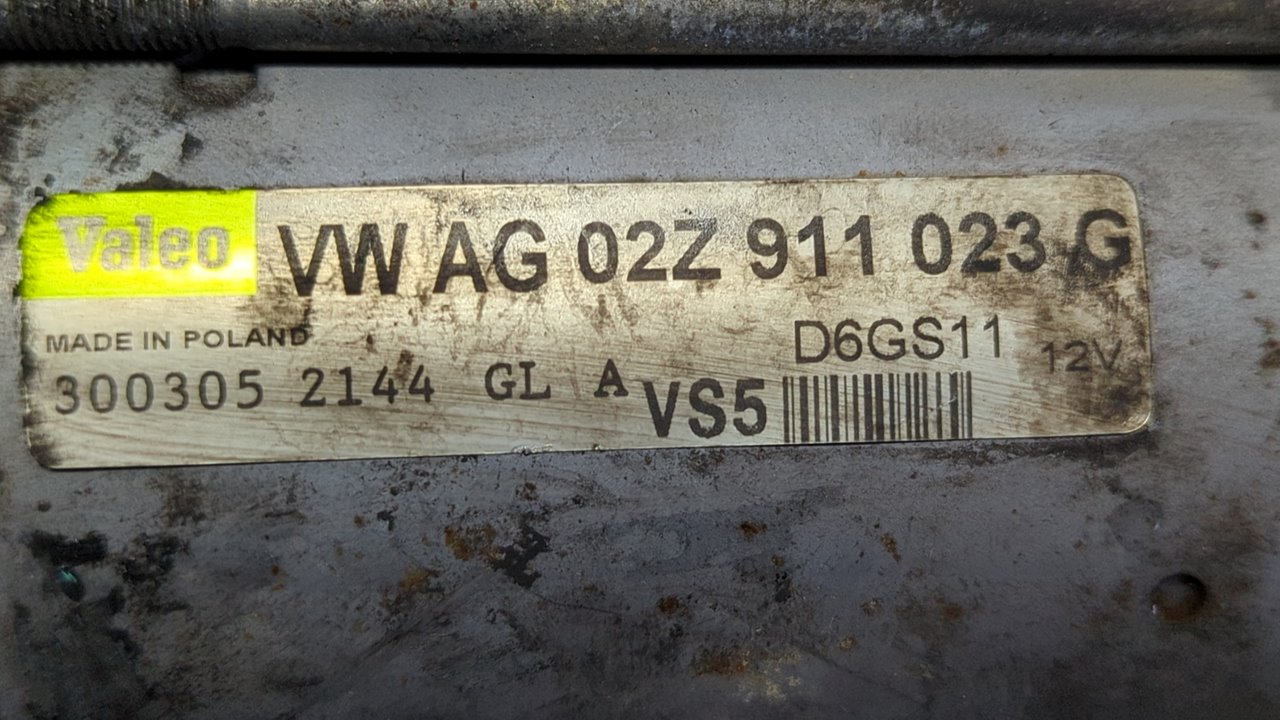 Valeo VW AG 02Z 911 023 G
MADE IN POLAND D6GS11 12V
300305 2144 GL A VS5